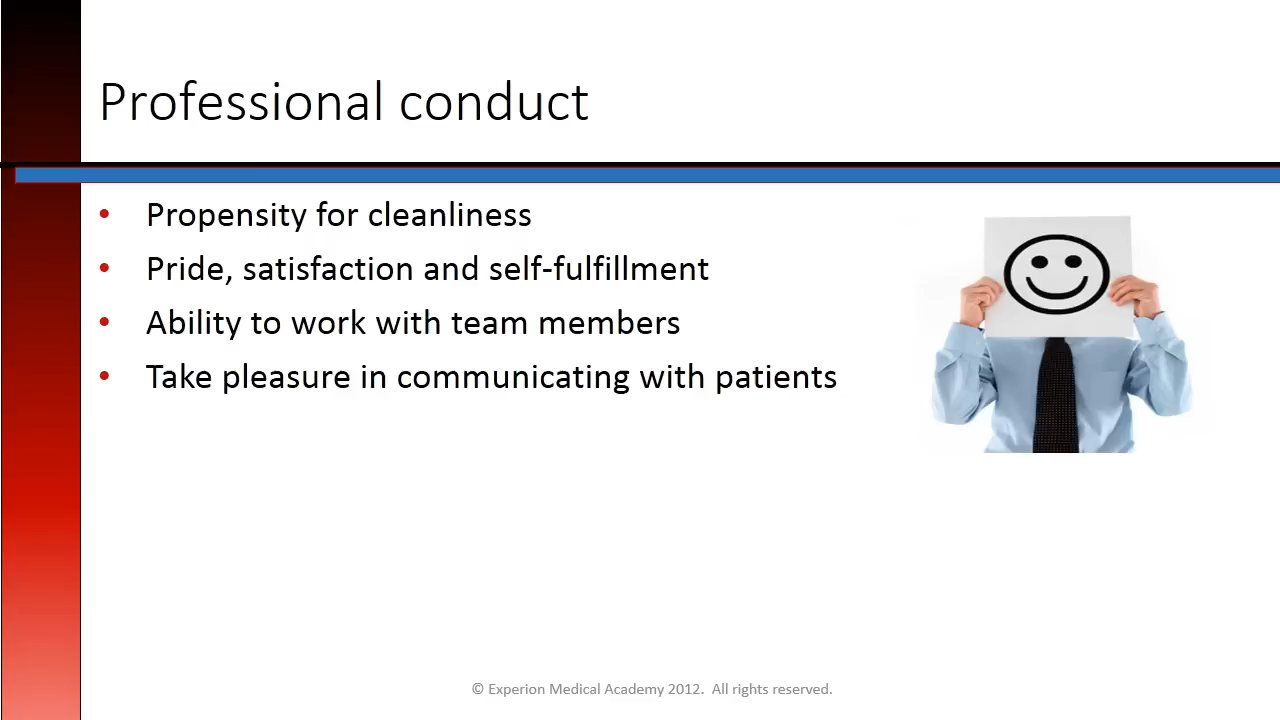 Professional conduct
• Propensity for cleanliness
• Pride, satisfaction and self-fulfillment
• Ability to work with team members
• Take pleasure in communicating with patients
© Experion Medical Academy 2012.  All rights reserved.